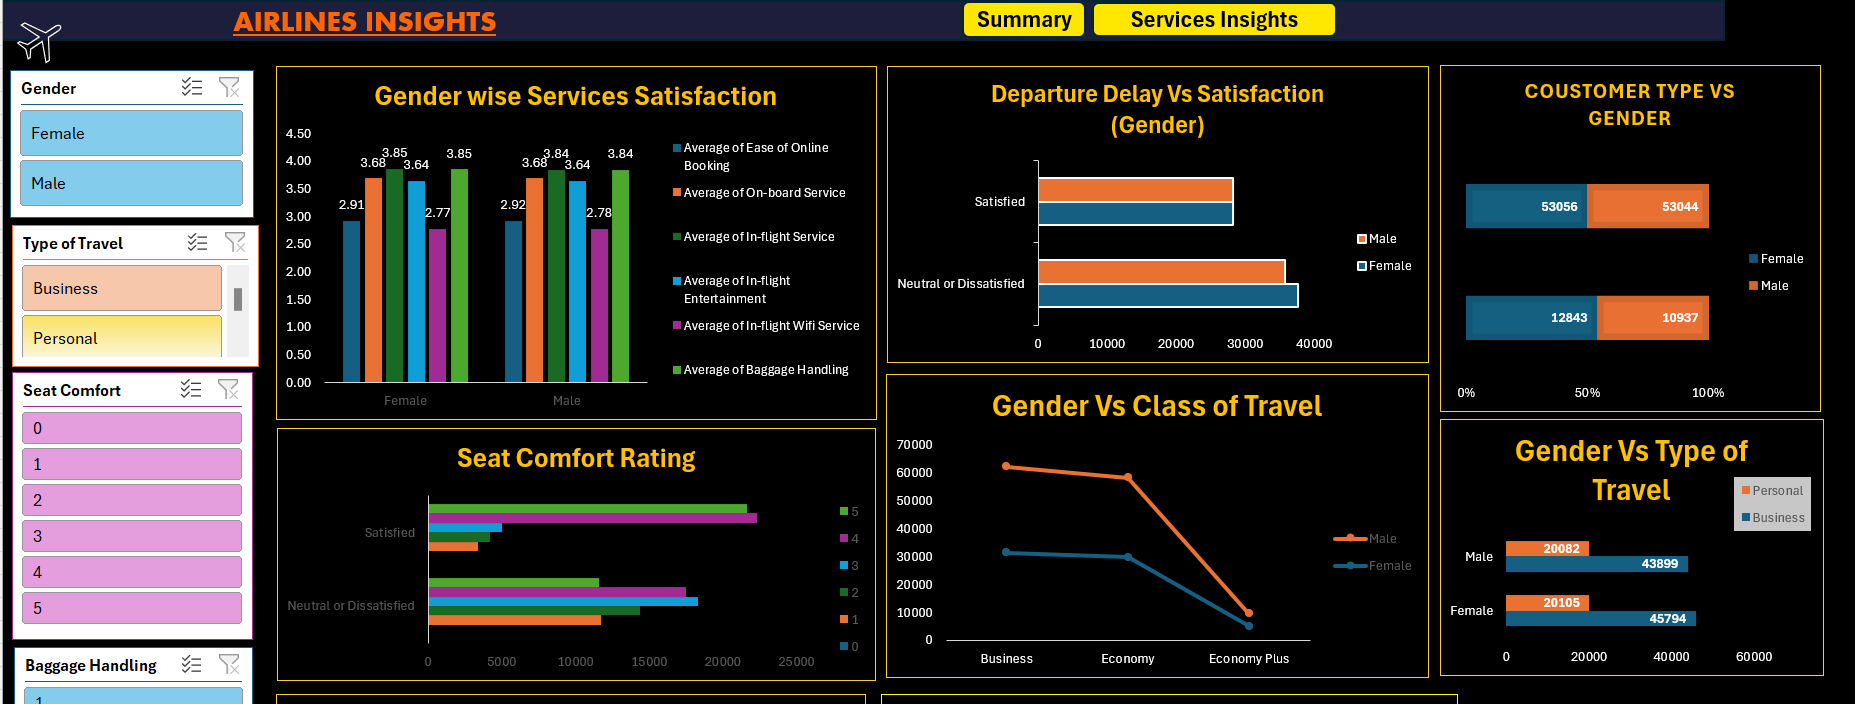 AIRLINES INSIGHTS
Summary
Services Insights
Gender
Female
Male
Type of Travel
Business
Personal
Seat Comfort
0
1
2
3
4
5
Baggage Handling
1
Gender wise Services Satisfaction
4.50
4.00
3.50
3.00
2.50
2.00
1.50
1.00
0.50
0.00
2.91
3.68
3.85
3.64
2.77
3.85
2.92
3.68
3.84
3.64
2.78
3.84
Female
Male
Average of Ease of Online
Booking
Average of On-board Service
Average of In-flight Service
Average of In-flight
Entertainment
Average of In-flight Wifi Service
Average of Baggage Handling
Departure Delay Vs Satisfaction
(Gender)
Satisfied
Neutral or Dissatisfied
0
10000
20000
30000
40000
Male
Female
COUSTOMER TYPE VS
GENDER
53056
53044
12843
10937
0%
50%
100%
Female
Male
Seat Comfort Rating
Satisfied
Neutral or Dissatisfied
0
5000
10000
15000
20000
25000
5
4
3
2
1
0
Gender Vs Class of Travel
70000
60000
50000
40000
30000
20000
10000
0
Business
Economy
Economy Plus
Male
Female
Gender Vs Type of
Travel
Personal
Business
Male
20082
43899
Female
20105
45794
0
20000
40000
60000